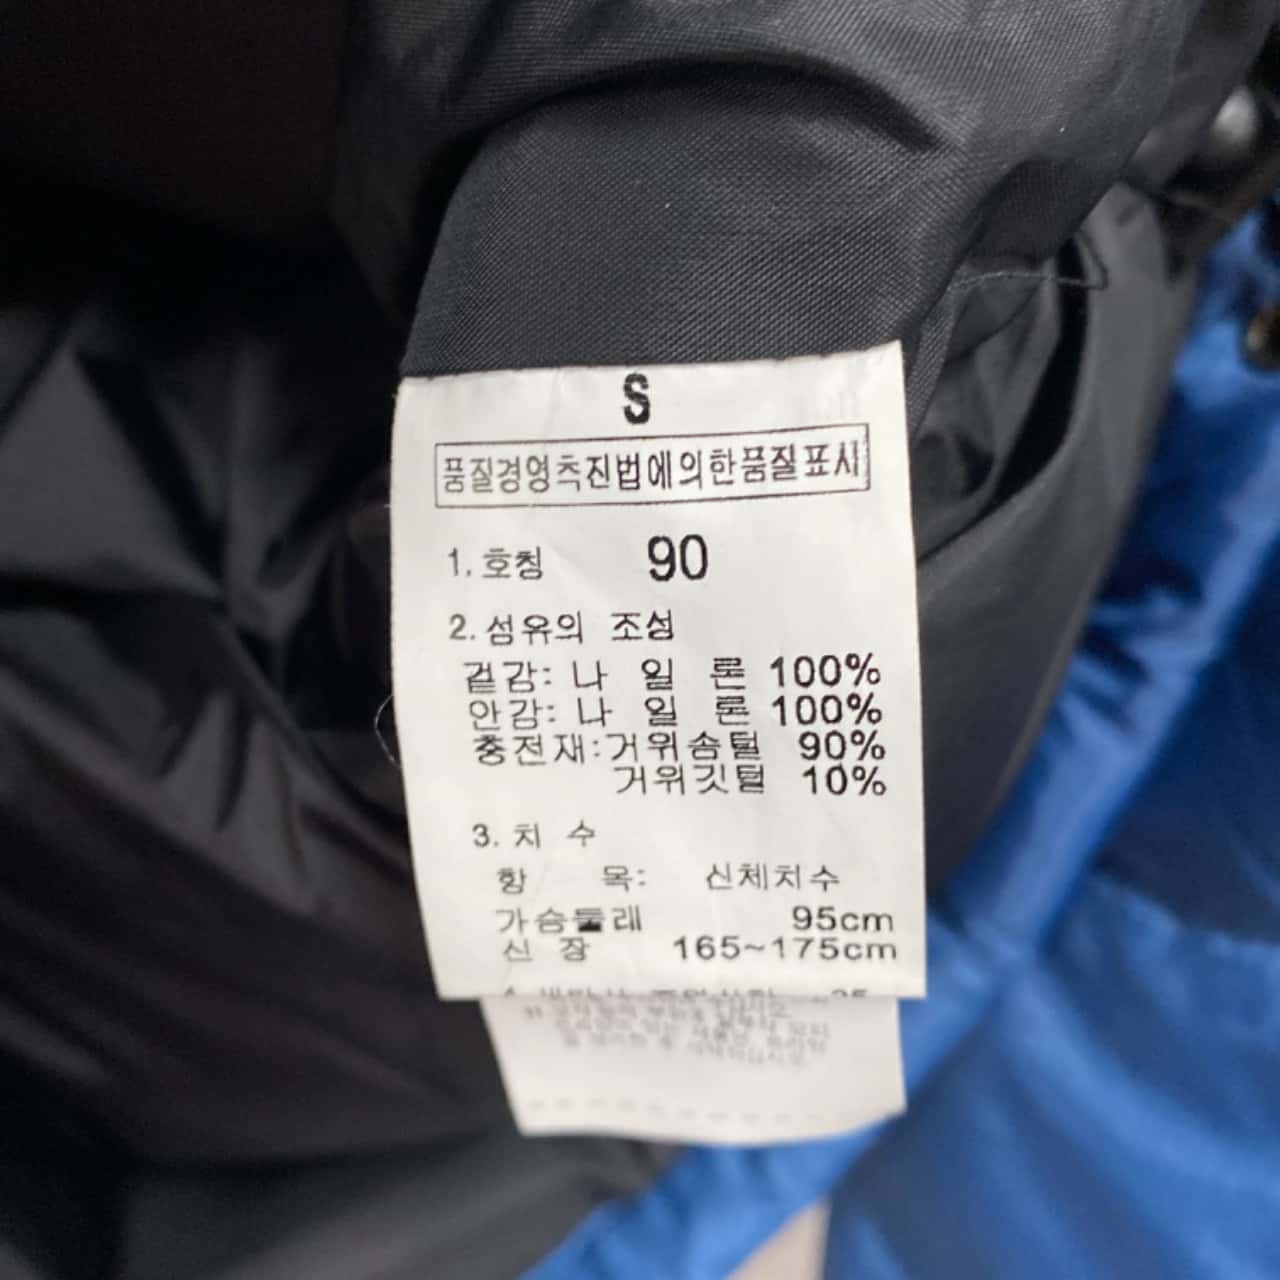 S
품질경영촉진법에의한품질표시
1. 호칭 90
2. 섬유의 조성
겉감: 나 일 론 100%
안감: 나 일 론 100%
충전재: 거위솜털 90%
거위깃털 10%
3. 치 수
항 목: 신체치수
가슴둘레 95cm
신 장 165~175cm